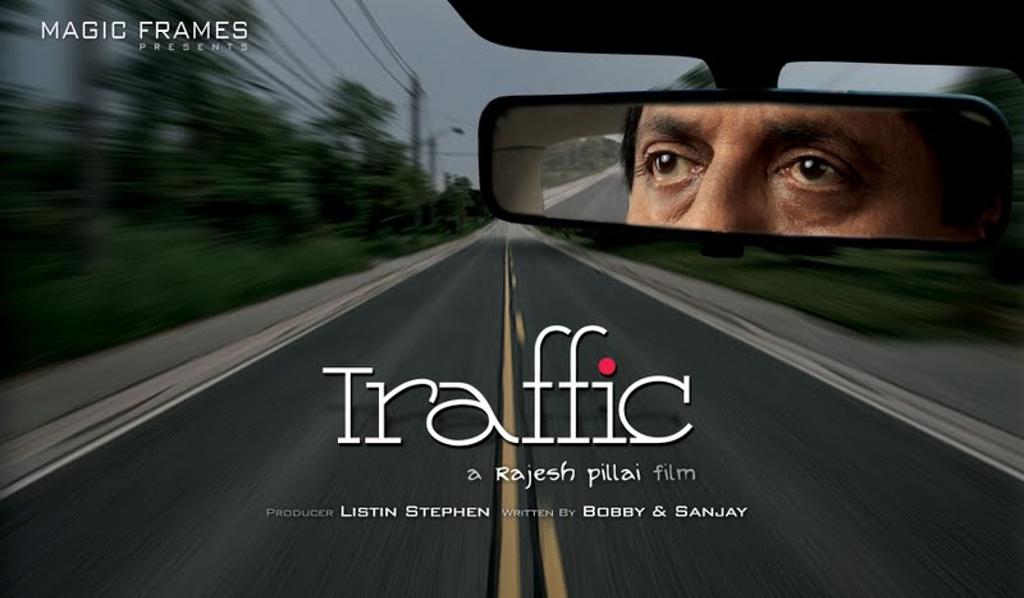 MAGIC FRAMES
PRESENTS
Traffic
a Rajesh pillai film
PRODUCER LISTIN STEPHEN WRITTEN BY BOBBY & SANJAY